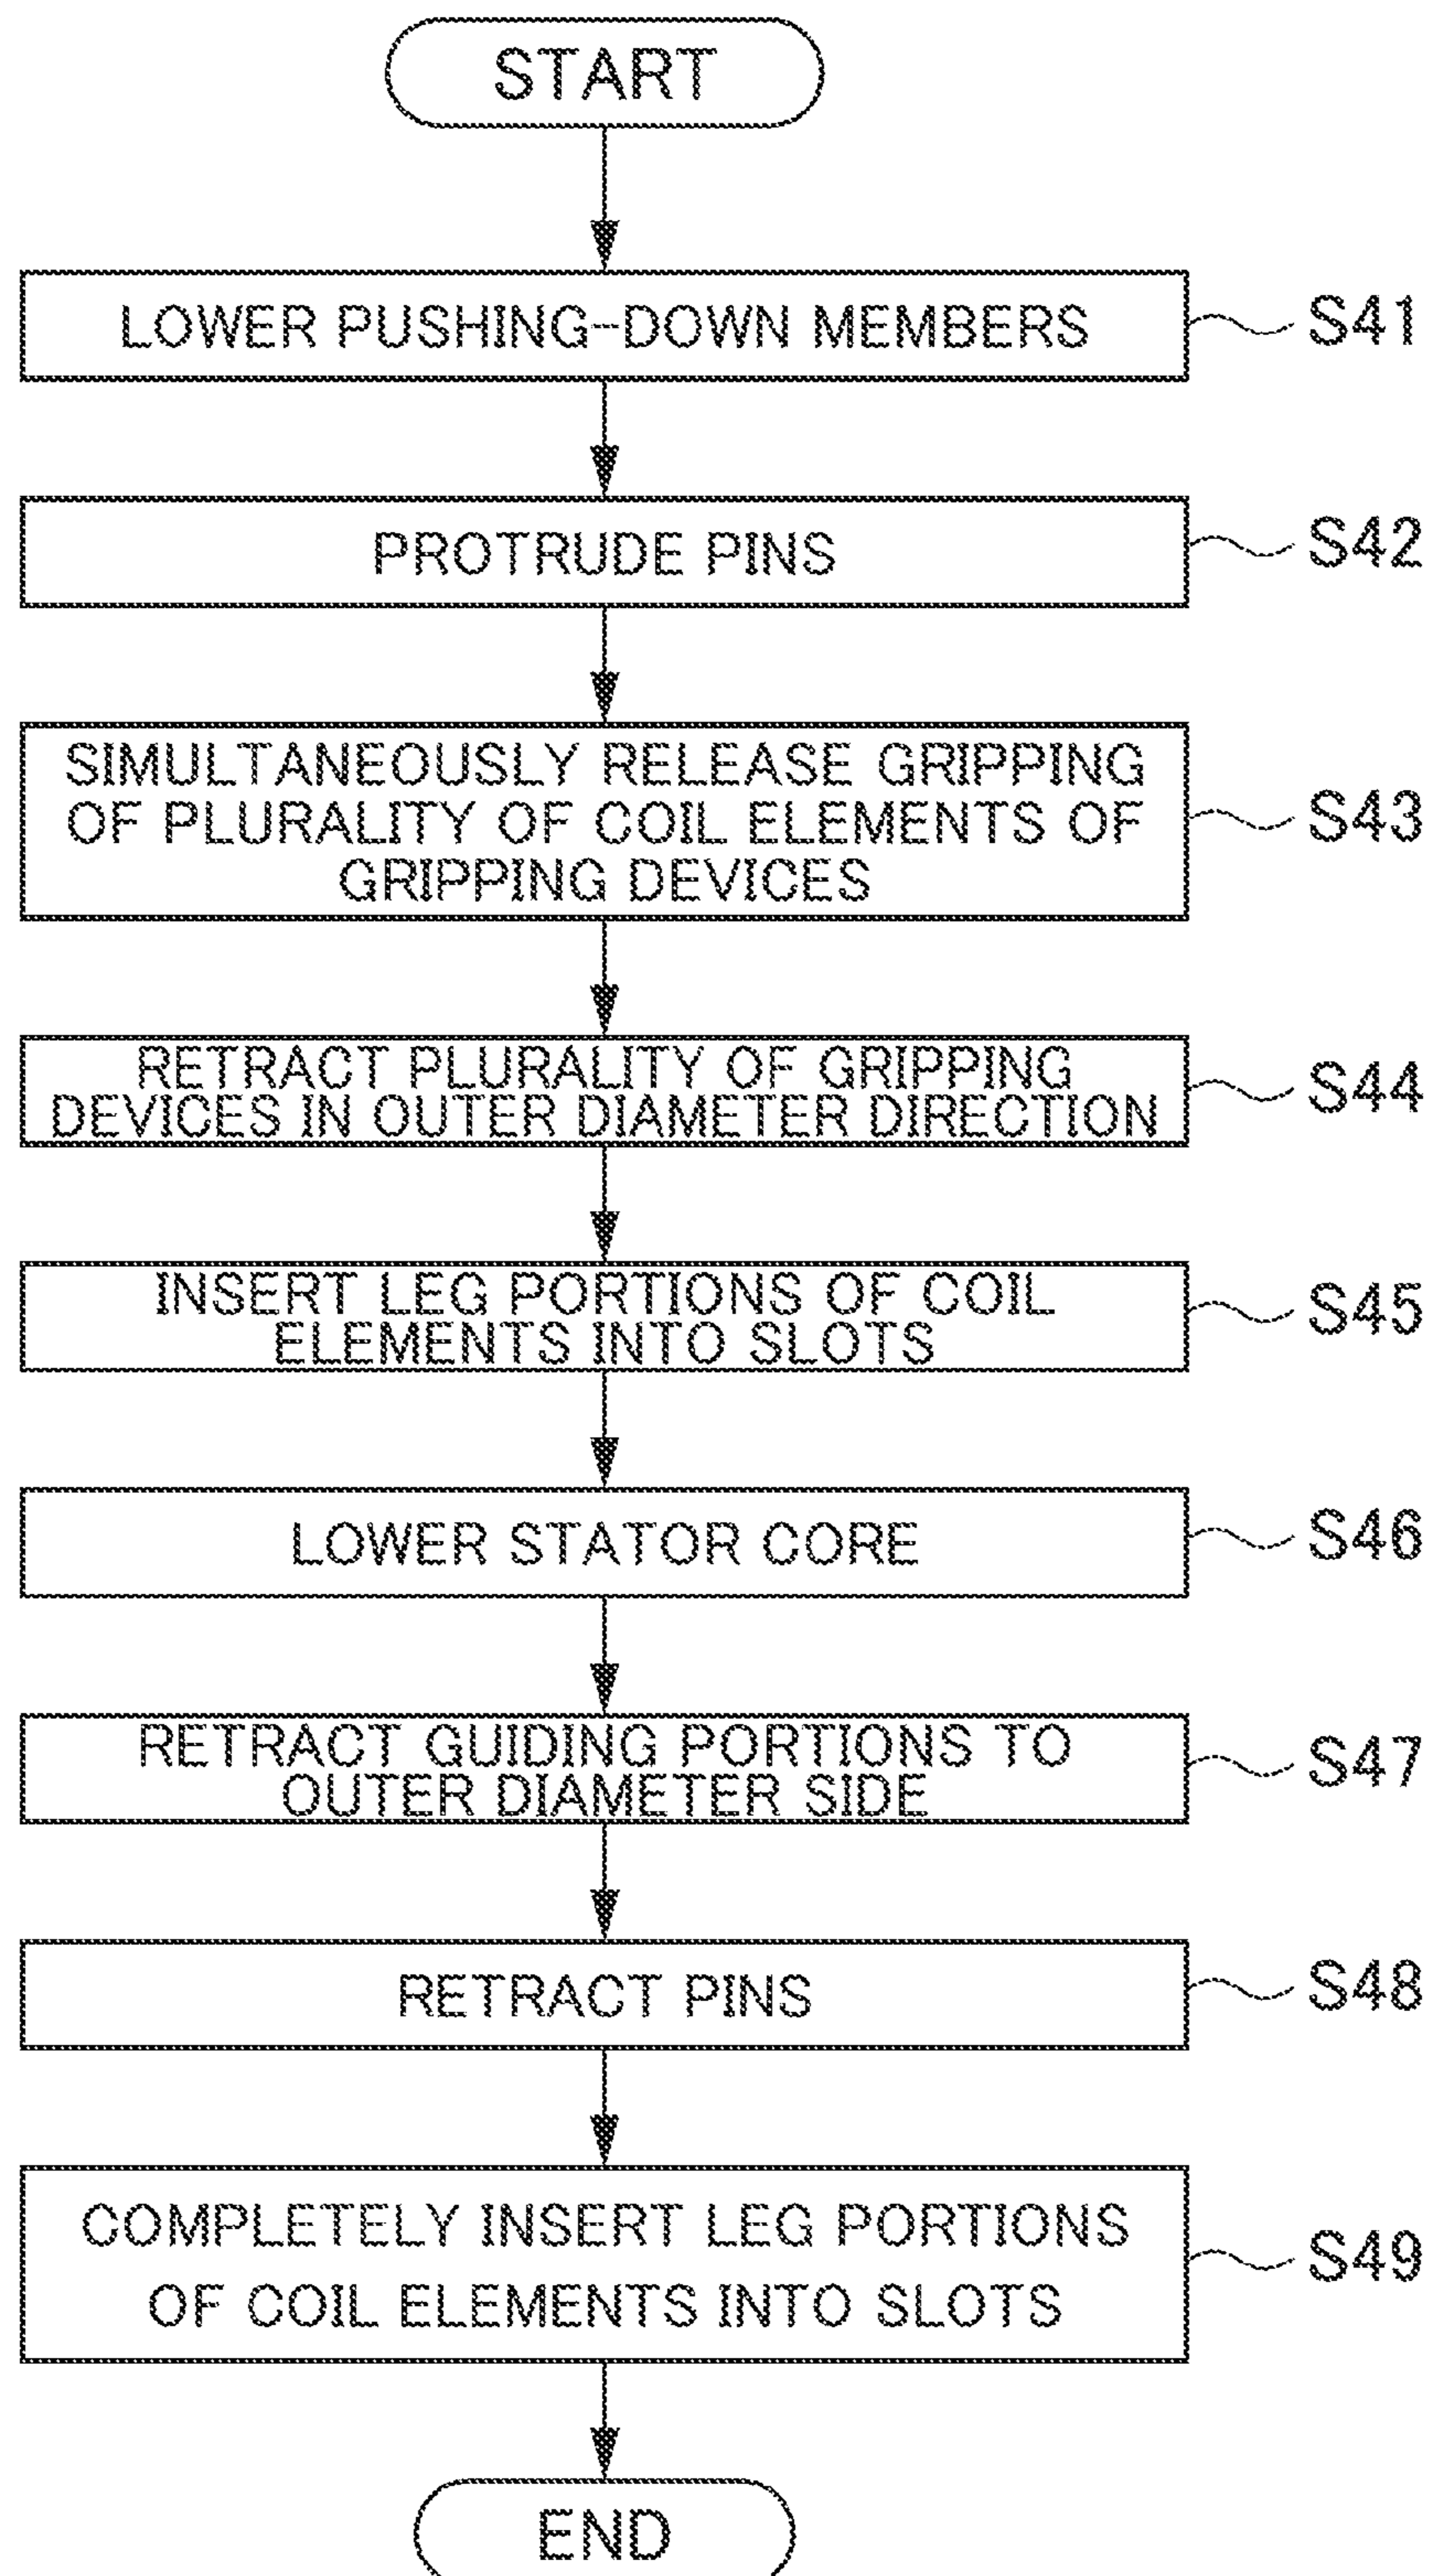 START
LOWER PUSHING-DOWN MEMBERS
S41
PROTRUDE PINS
S42
SIMULTANEOUSLY RELEASE GRIPPING
OF PLURALITY OF COIL ELEMENTS OF
GRIPPING DEVICES
S43
RETRACT PLURALITY OF GRIPPING
DEVICES IN OUTER DIAMETER DIRECTION
S44
INSERT LEG PORTIONS OF COIL
ELEMENTS INTO SLOTS
S45
LOWER STATOR CORE
S46
RETRACT GUIDING PORTIONS TO
OUTER DIAMETER SIDE
S47
RETRACT PINS
S48
COMPLETELY INSERT LEG PORTIONS
OF COIL ELEMENTS INTO SLOTS
S49
END